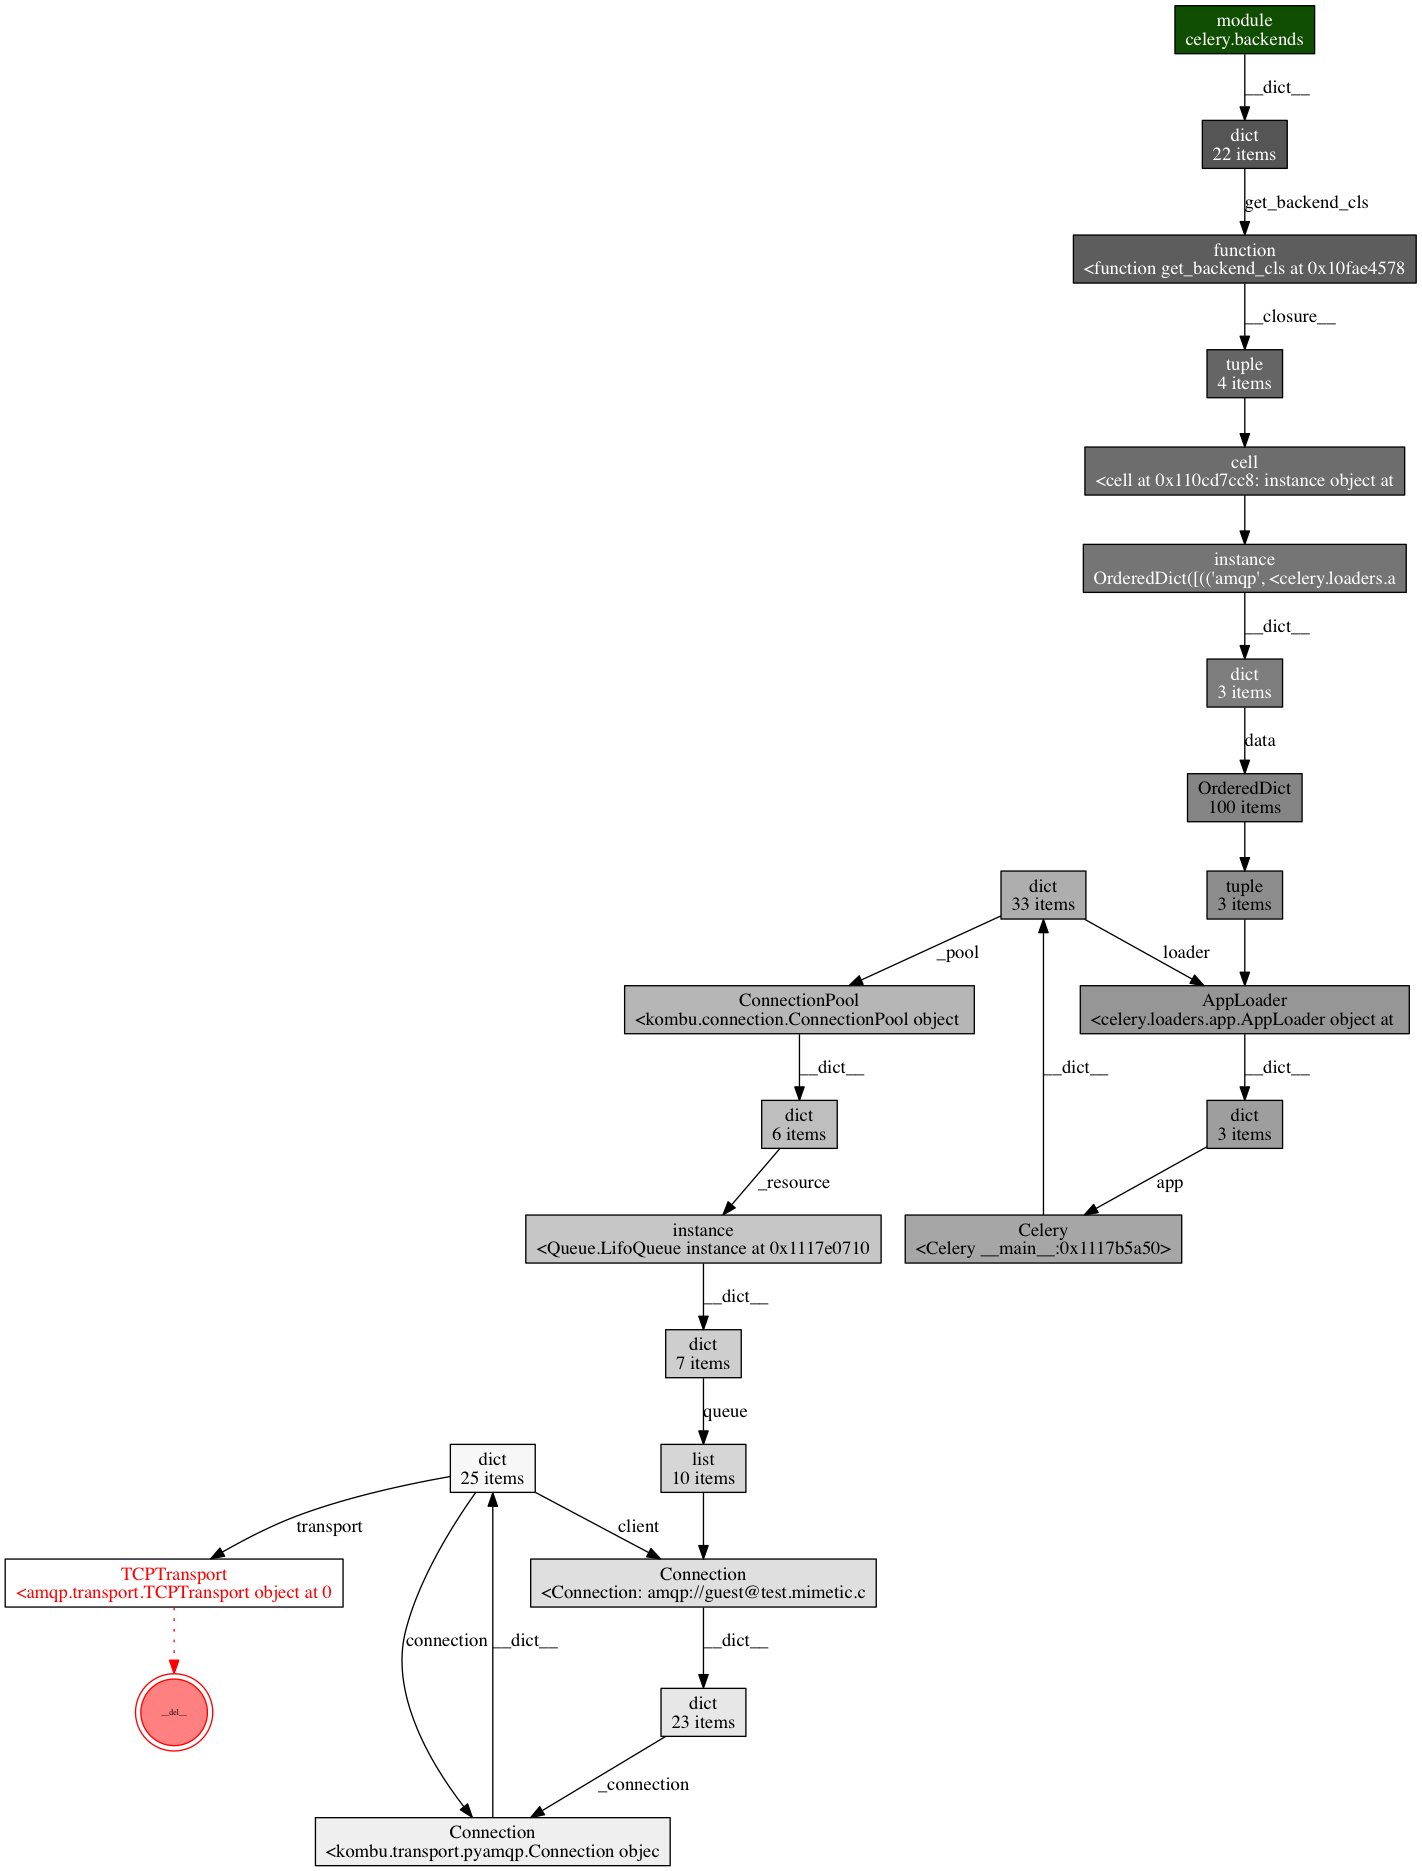 module
celery.backends
__dict__
dict
22 items
get_backend_cls
function
<function get_backend_cls at 0x10fae4578
__closure__
tuple
4 items
cell
<cell at 0x110cd7cc8: instance object at
instance
OrderedDict([(('amqp', <celery.loaders.a
__dict__
dict
3 items
data
OrderedDict
100 items
dict
33 items
tuple
3 items
_pool
loader
ConnectionPool
<kombu.connection.ConnectionPool object
AppLoader
<celery.loaders.app.AppLoader object at
__dict__
__dict__
__dict__
dict
6 items
dict
3 items
_resource
app
instance
<Queue.LifoQueue instance at 0x1117e0710
Celery
<Celery __main__:0x1117b5a50>
__dict__
dict
7 items
queue
dict
25 items
list
10 items
transport
client
TCPTransport
<amqp.transport.TCPTransport object at 0
Connection
<Connection: amqp://guest@test.mimetic.c
connection
__dict__
__dict__
__del__
dict
23 items
_connection
Connection
<kombu.transport.pyamqp.Connection objec